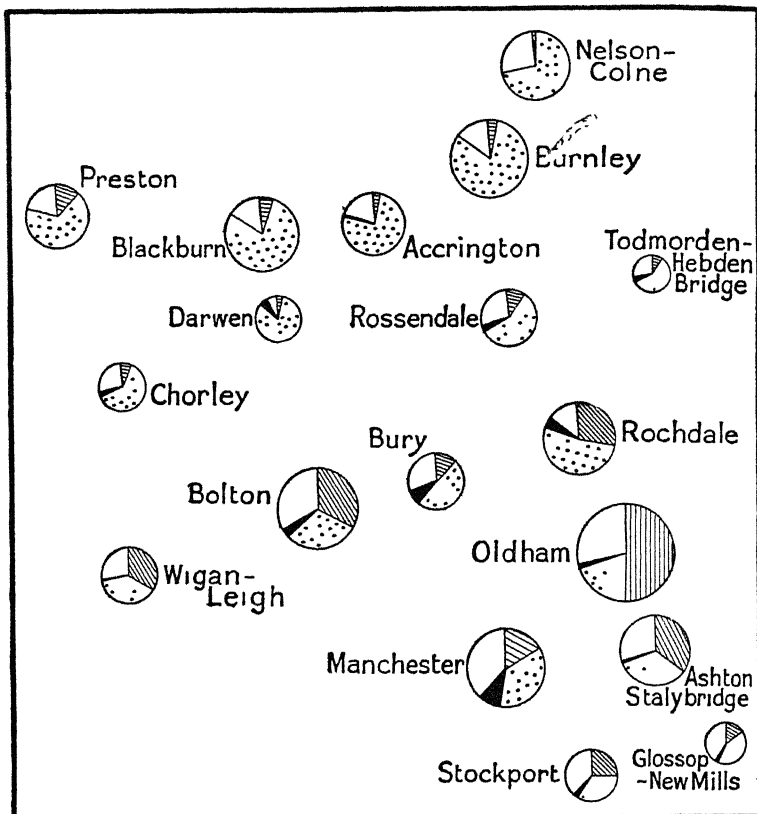 Nelson-
Colne
Burnley
Preston
Blackburn
Accrington
Todmorden-
Hebden
Bridge
Darwen
Rossendale
Chorley
Rochdale
Bury
Bolton
Oldham
Wigan-
Leigh
Manchester
Ashton
Stalybridge
Glossop
-New Mills
Stockport